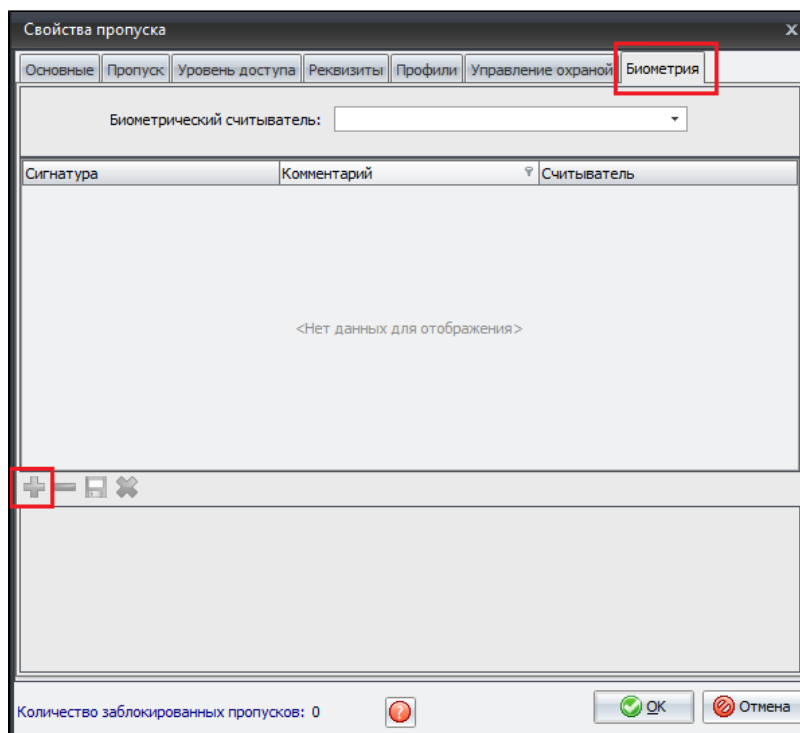 Свойства пропуска x
Основные Пропуск Уровень доступа Реквизиты Профили Управление охраной Биометрия
Биометрический считыватель:
Сигнатура Комментарий Считыватель
<Нет данных для отображения>
Количество заблокированных пропусков: 0 ? OK Отмена